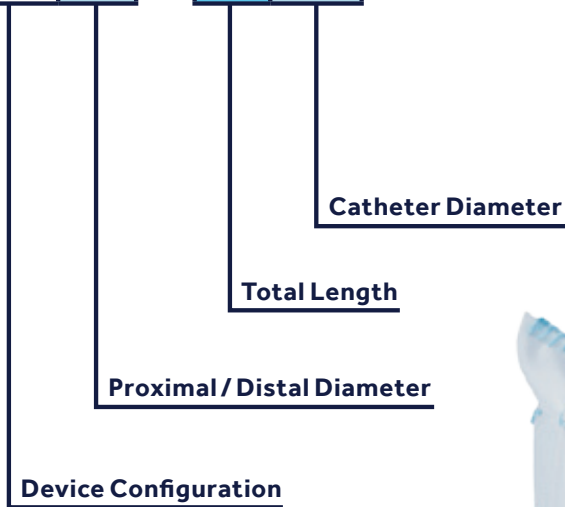 Catheter Diameter
Total Length
Proximal / Distal Diameter
Device Configuration